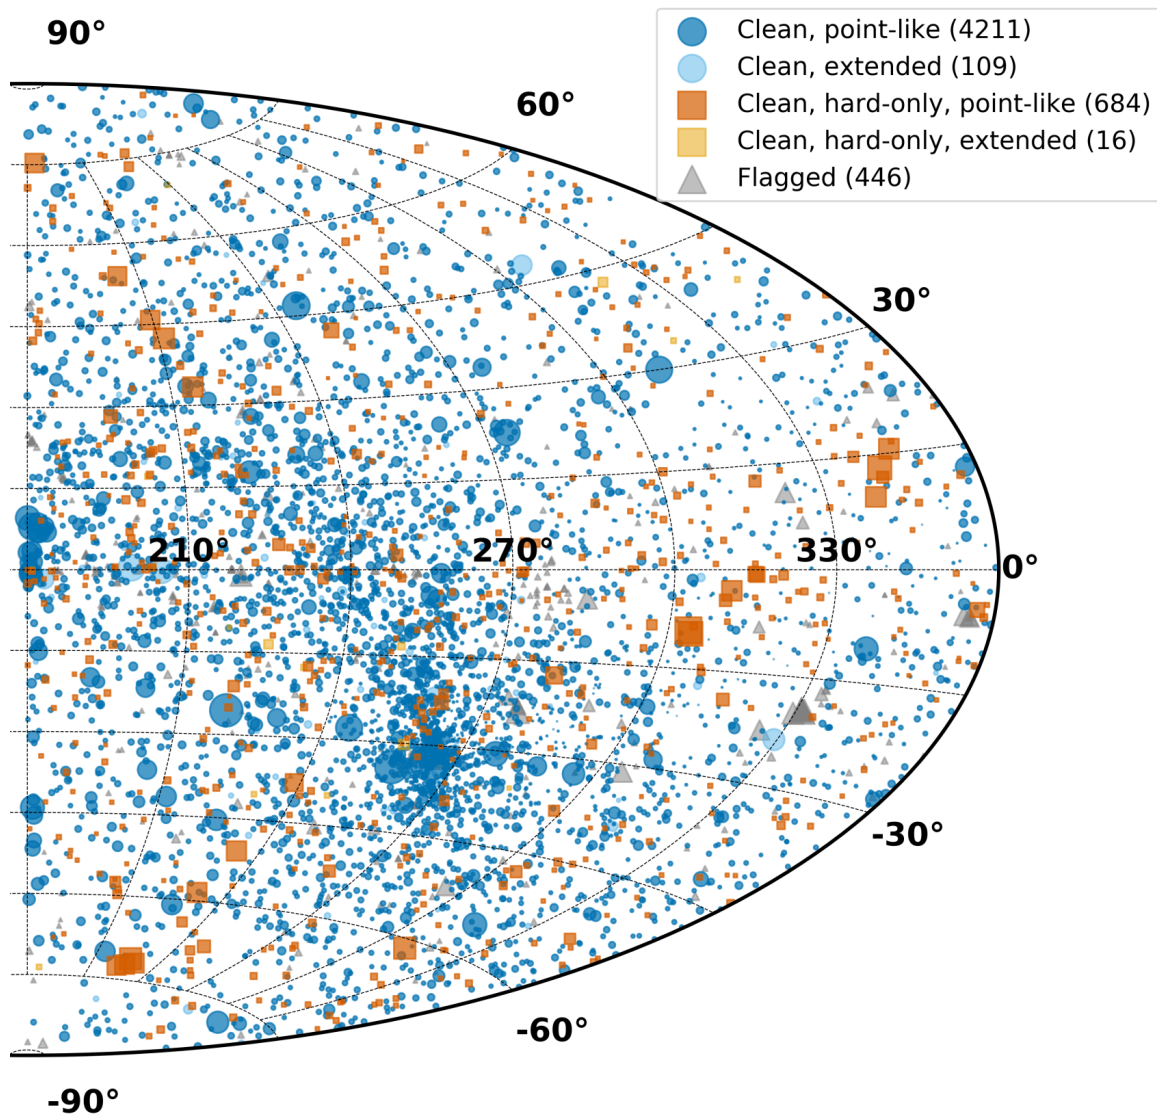 90°
Clean, point-like (4211)
Clean, extended (109)
Clean, hard-only, point-like (684)
Clean, hard-only, extended (16)
Flagged (446)
60°
30°
210°
270°
330°
0°
-30°
-60°
-90°